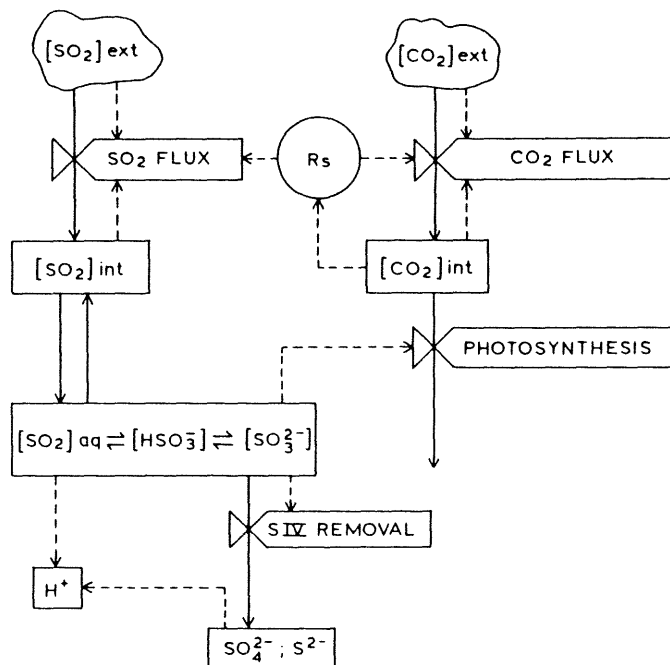 [SO₂] ext
[CO₂] ext
SO₂ FLUX
Rs
CO₂ FLUX
[SO₂] int
[CO₂] int
PHOTOSYNTHESIS
[SO₂] aq ⇌ [HSO₃⁻] ⇌ [SO₃²⁻]
S IV REMOVAL
H⁺
SO₄²⁻ ; S²⁻